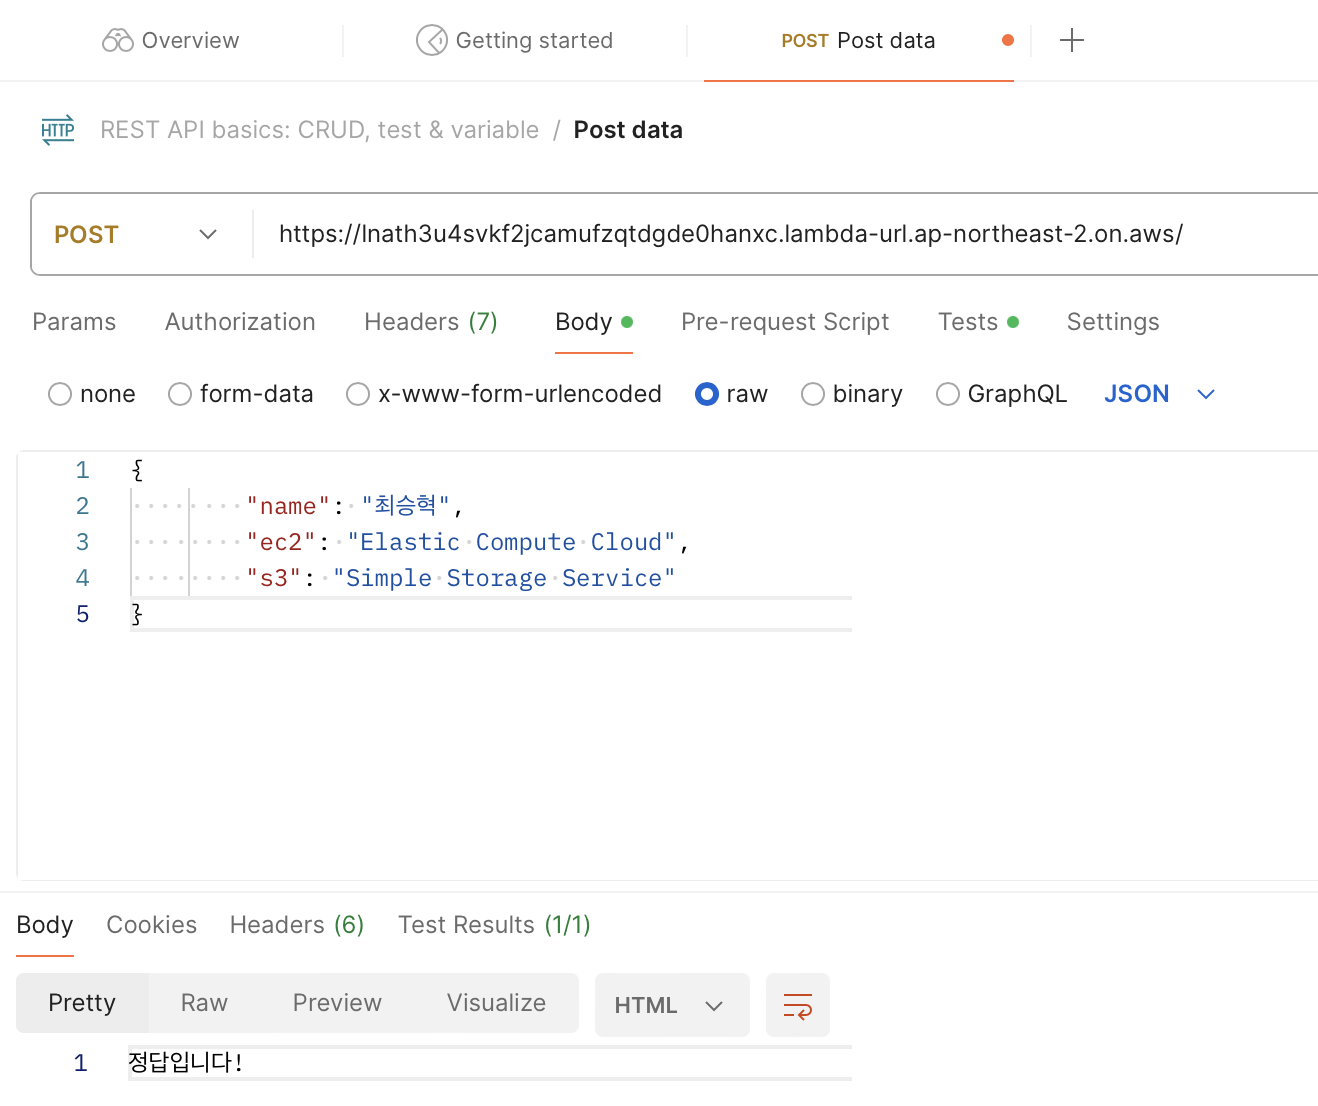 Overview Getting started POST Post data
HTTP REST API basics: CRUD, test & variable / Post data
POST https://lnath3u4svkf2jcamufzqtdgde0hanxc.lambda-url.ap-northeast-2.on.aws/
Params Authorization Headers (7) Body Pre-request Script Tests Settings
none form-data x-www-form-urlencoded raw binary GraphQL JSON
1 {
2 "name": "최승혁",
3 "ec2": "Elastic Compute Cloud",
4 "s3": "Simple Storage Service"
5 }
Body Cookies Headers (6) Test Results (1/1)
Pretty Raw Preview Visualize HTML
1 정답입니다!